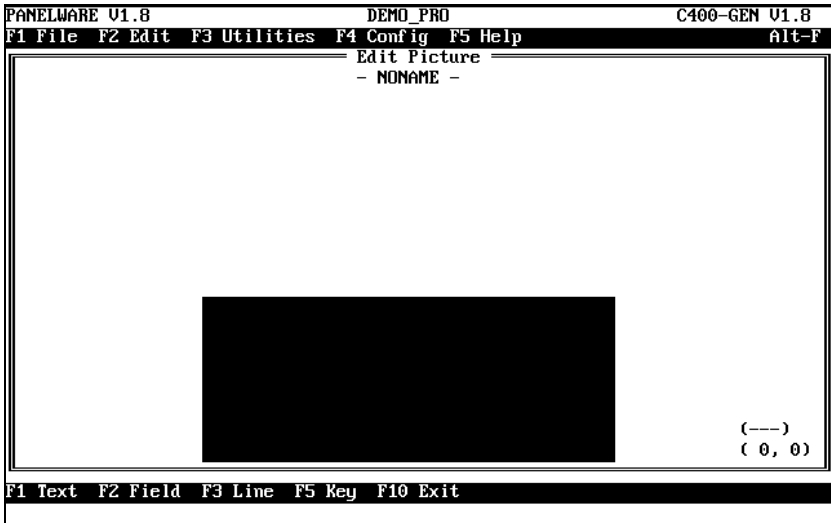 PANELWARE V1.8 DEMO_PRO C400-GEN V1.8
F1 File F2 Edit F3 Utilities F4 Config F5 Help Alt-F
Edit Picture
- NONAME -
(---)
( 0, 0)
F1 Text F2 Field F3 Line F5 Key F10 Exit